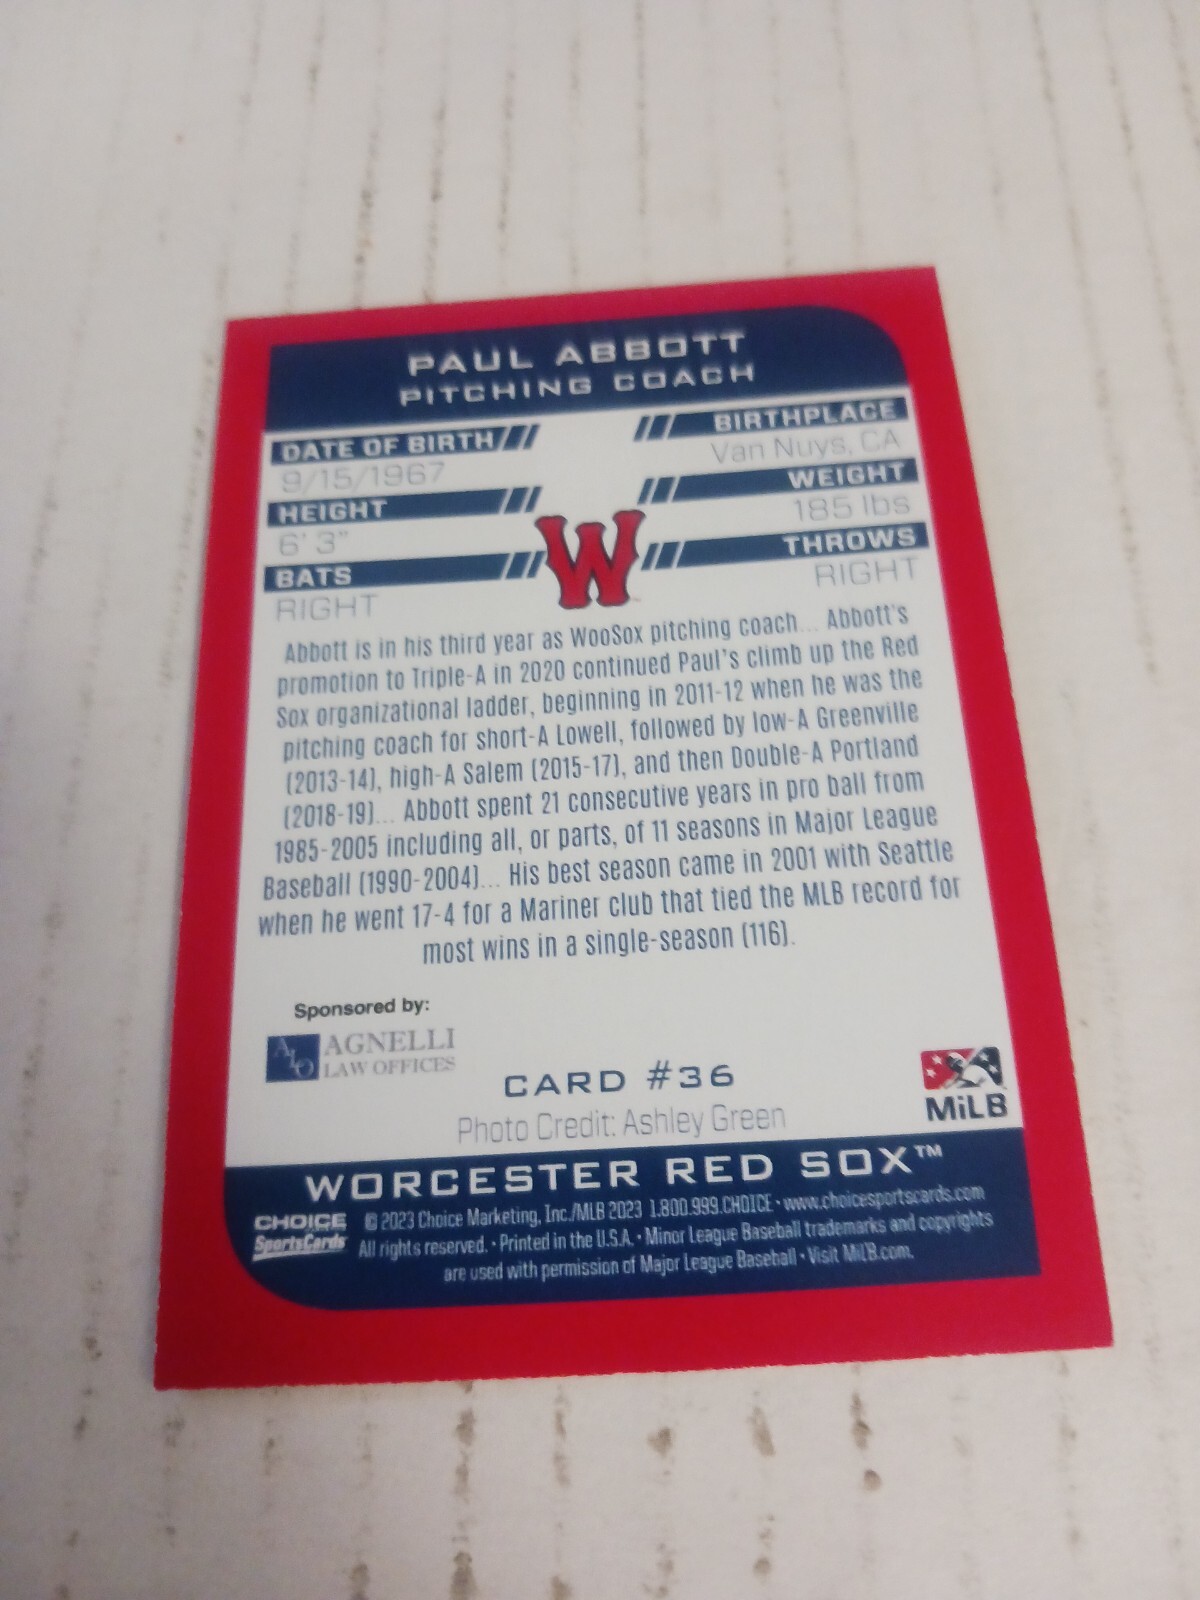 PAUL ABBOTT
PITCHING COACH
DATE OF BIRTH
9/15/1967
BIRTHPLACE
Van Nuys, CA
HEIGHT
6' 3"
WEIGHT
185 lbs
BATS
RIGHT
THROWS
RIGHT
W
Abbott is in his third year as WooSox pitching coach... Abbott's
promotion to Triple-A in 2020 continued Paul's climb up the Red
Sox organizational ladder, beginning in 2011-12 when he was the
pitching coach for short-A Lowell, followed by low-A Greenville
(2013-14), high-A Salem (2015-17), and then Double-A Portland
(2018-19)... Abbott spent 21 consecutive years in pro ball from
1985-2005 including all, or parts, of 11 seasons in Major League
Baseball (1990-2004)... His best season came in 2001 with Seattle
when he went 17-4 for a Mariner club that tied the MLB record for
most wins in a single-season (116).
Sponsored by:
ALO
AGNELLI
LAW OFFICES
CARD #36
Photo Credit: Ashley Green
MiLB
WORCESTER RED SOX™
CHOICE
SportsCards
©2023 Choice Marketing, Inc./MLB 2023 1.800.999.CHOICE • www.choicesportscards.com
All rights reserved. • Printed in the U.S.A. • Minor League Baseball trademarks and copyrights
are used with permission of Major League Baseball • Visit MiLB.com.